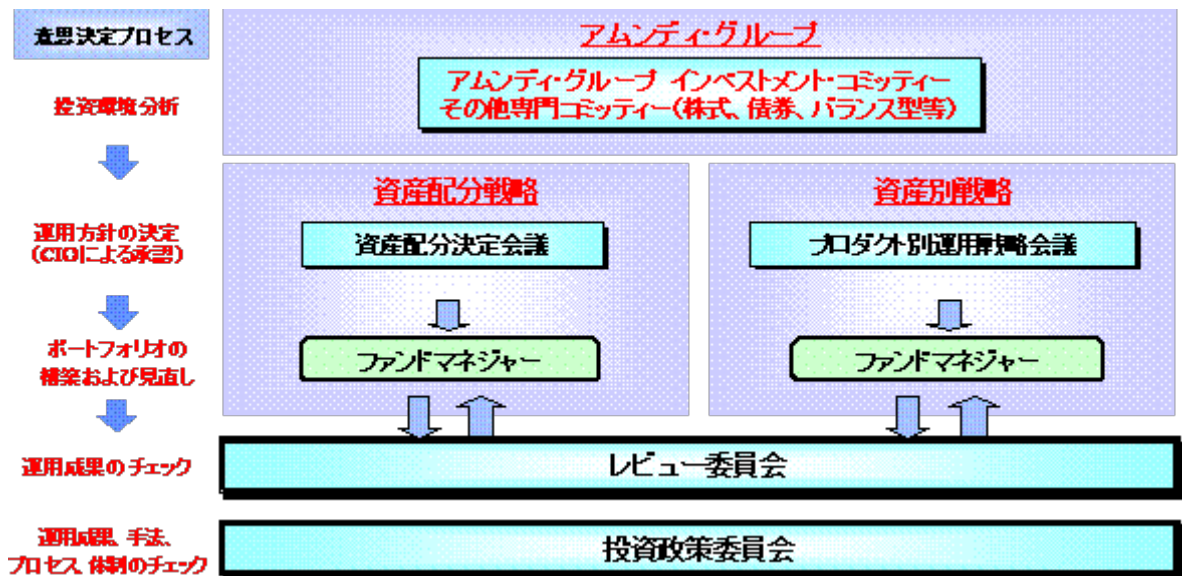 意思決定プロセス
アムンディ・グループ
アムンディ・グループ インベストメント・コミッティー
その他専門コミッティー(株式、債券、バランス型等)
投資環境分析
資産配分戦略
資産別戦略
運用方針の決定
(CIOによる承認)
資産配分決定会議
プロダクト別運用戦略会議
ポートフォリオの
構築および見直し
ファンドマネジャー
ファンドマネジャー
運用成果のチェック
レビュー委員会
運用成果、手法、
プロセス、体制のチェック
投資政策委員会